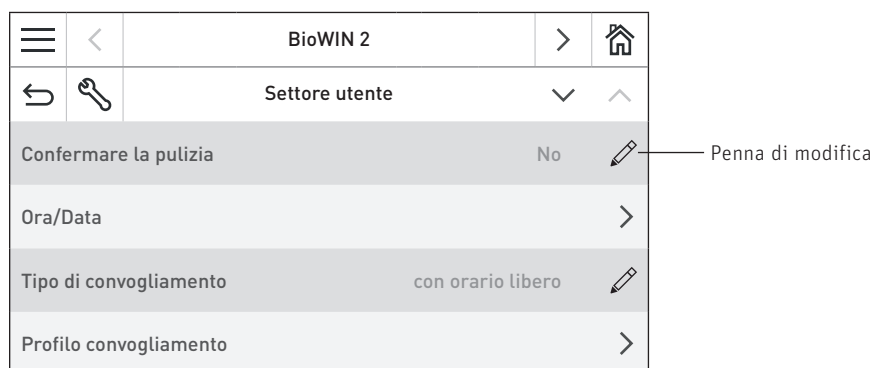 BioWIN 2
Settore utente
Confermare la pulizia No
Penna di modifica
Ora/Data
Tipo di convogliamento con orario libero
Profilo convogliamento